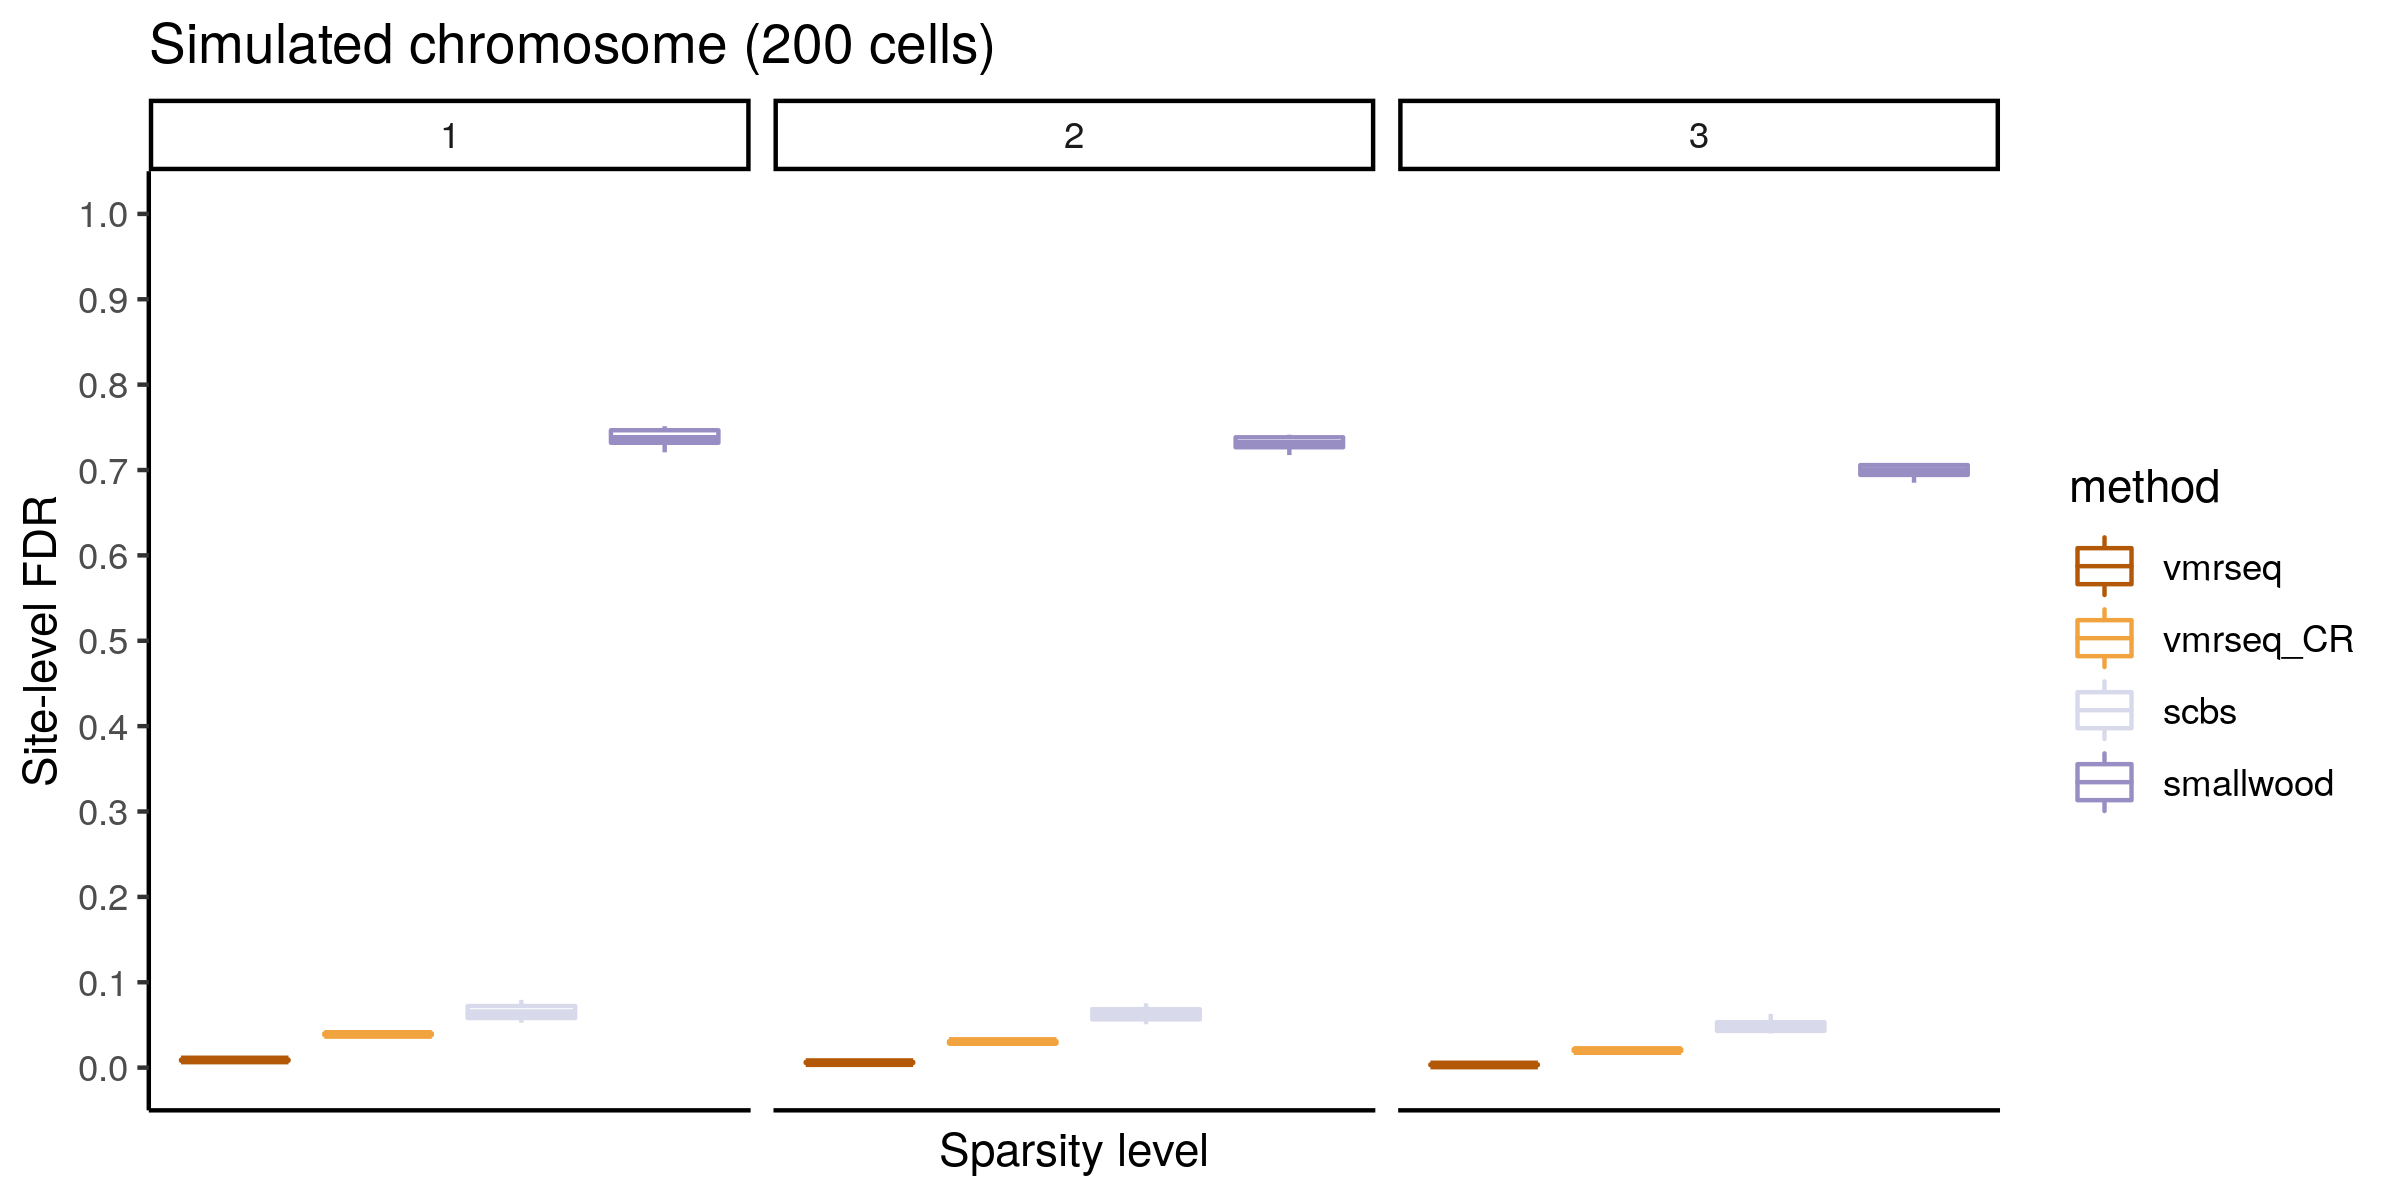 Simulated chromosome (200 cells)
1
2
3
1.0
0.9
0.8
0.7
0.6
0.5
0.4
0.3
0.2
0.1
0.0
Site-level FDR
Sparsity level
method
vmrseq
vmrseq_CR
scbs
smallwood